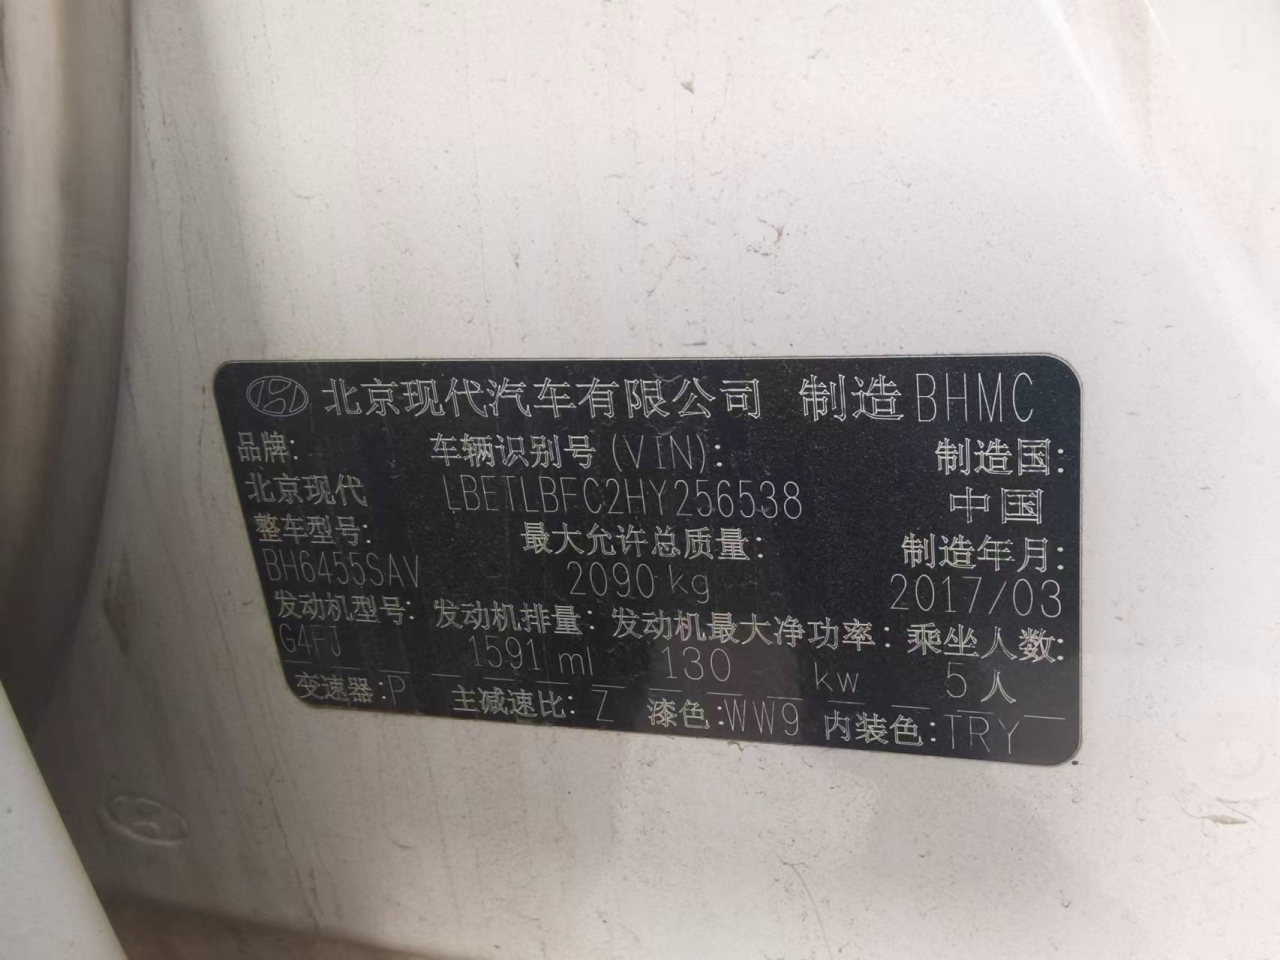 北京现代汽车有限公司 制造 BHMC
品牌: 车辆识别号(VIN): 制造国:
北京现代 LBETLBFC2HY256538 中国
整车型号: 最大允许总质量: 制造年月:
BH6455SAV 2090 kg 2017/03
发动机型号: 发动机排量: 发动机最大净功率: 乘坐人数:
G4FJ 1591 ml 130 kw 5 人
变速器:P 主减速比: Z 漆色:WW9 内装色:TRY